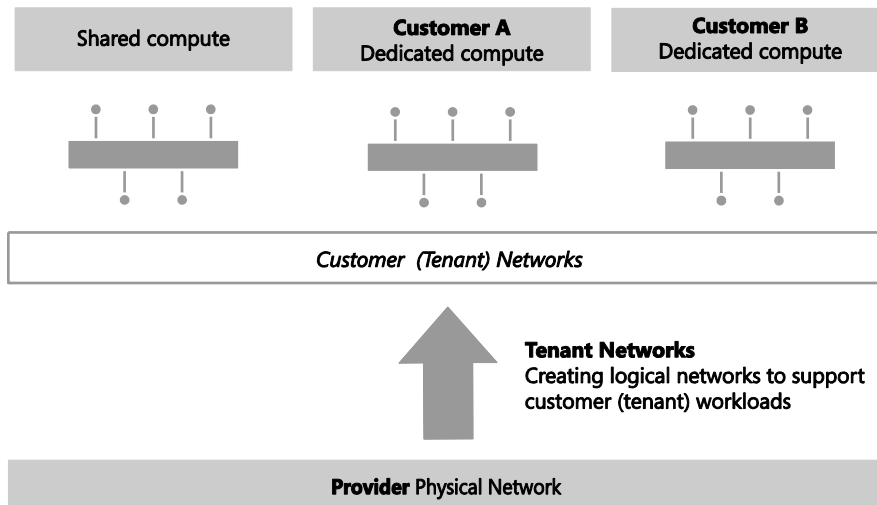 Shared compute
Customer A
Dedicated compute
Customer B
Dedicated compute
Customer (Tenant) Networks
Tenant Networks
Creating logical networks to support
customer (tenant) workloads
Provider Physical Network